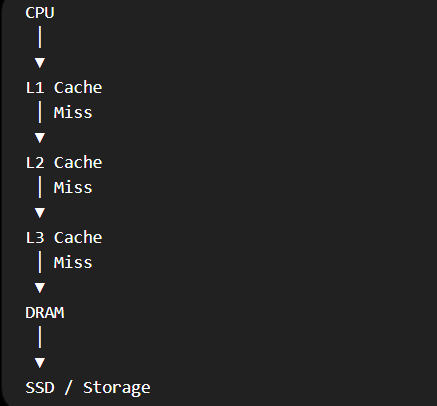 CPU
│
▼
L1 Cache
│ Miss
▼
L2 Cache
│ Miss
▼
L3 Cache
│ Miss
▼
DRAM
│
▼
SSD / Storage